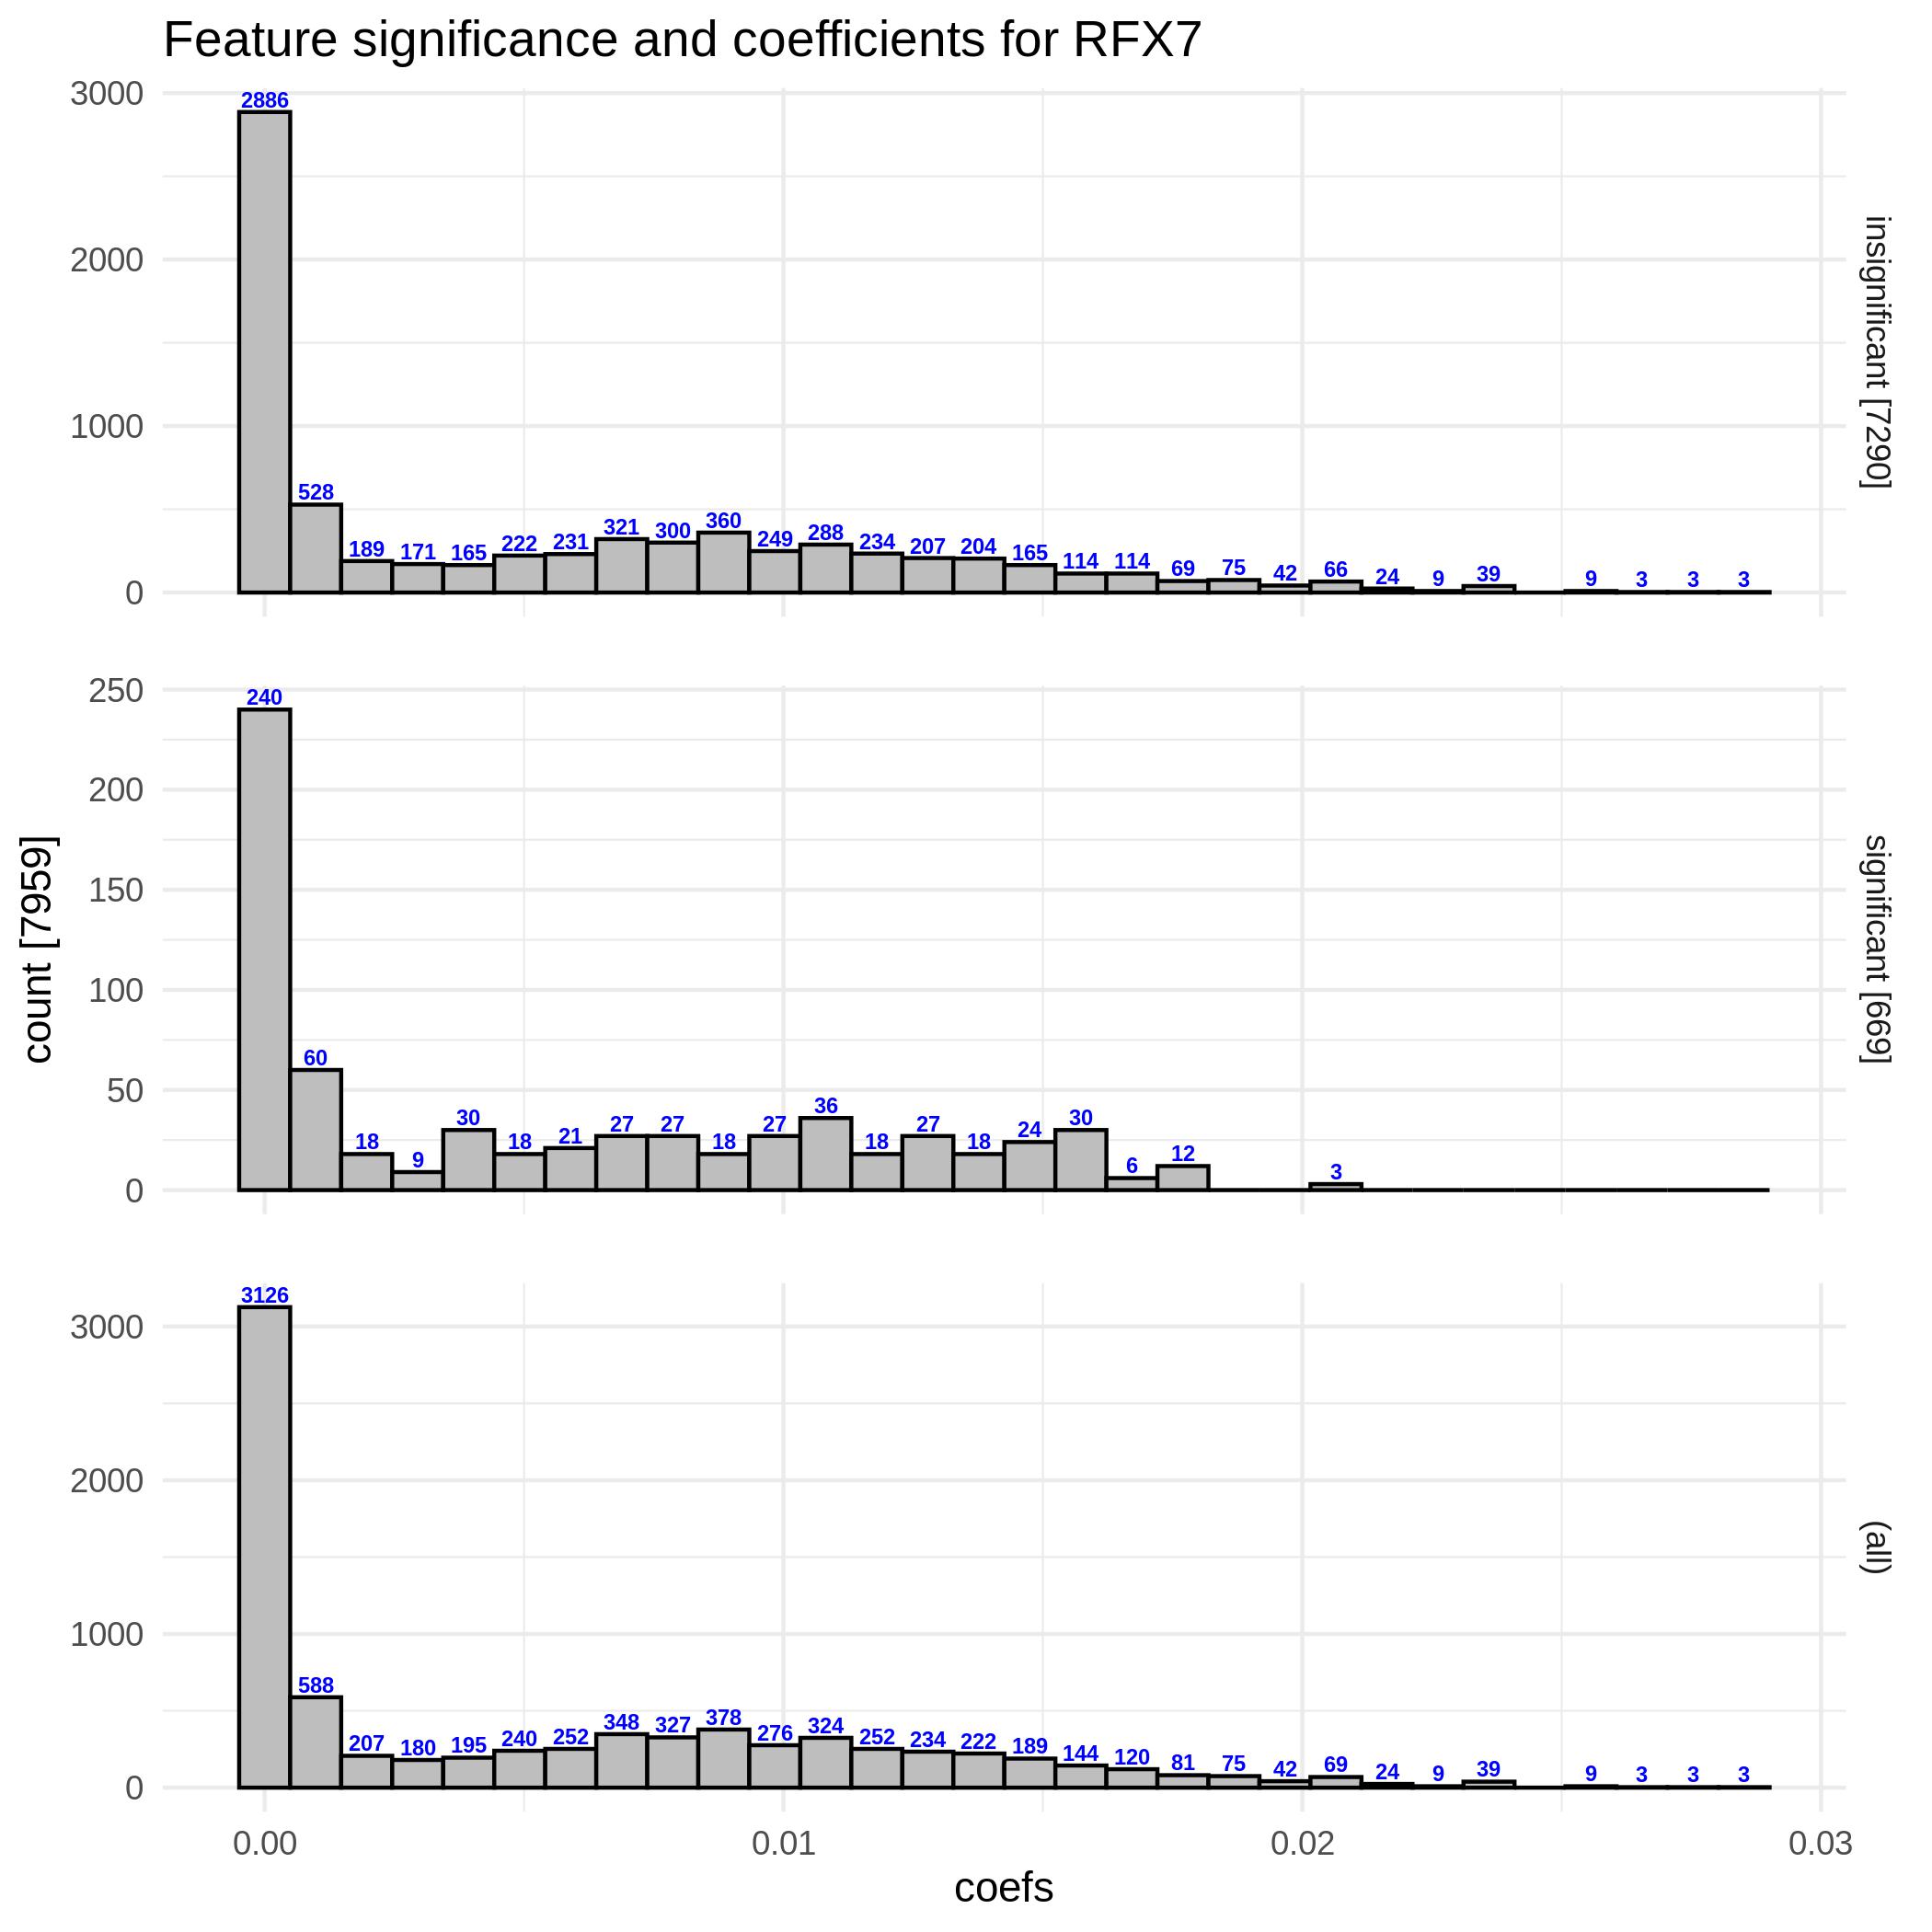 Feature significance and coefficients for RFX7
3000
2000
1000
0
2886
528
189 171 165 222 231 321 300 360 249 288 234 207 204 165 114 114 69 75 42 66 24 9 39 9 3 3 3
insignificant [7290]
250
200
150
100
50
0
240
60
18 9 30 18 21 27 27 18 27 36 18 27 18 24 30 6 12 3
significant [669]
count [7959]
3000
2000
1000
0
3126
588
207 180 195 240 252 348 327 378 276 324 252 234 222 189 144 120 81 75 42 69 24 9 39 9 3 3 3
(all)
0.00 0.01 0.02 0.03
coefs